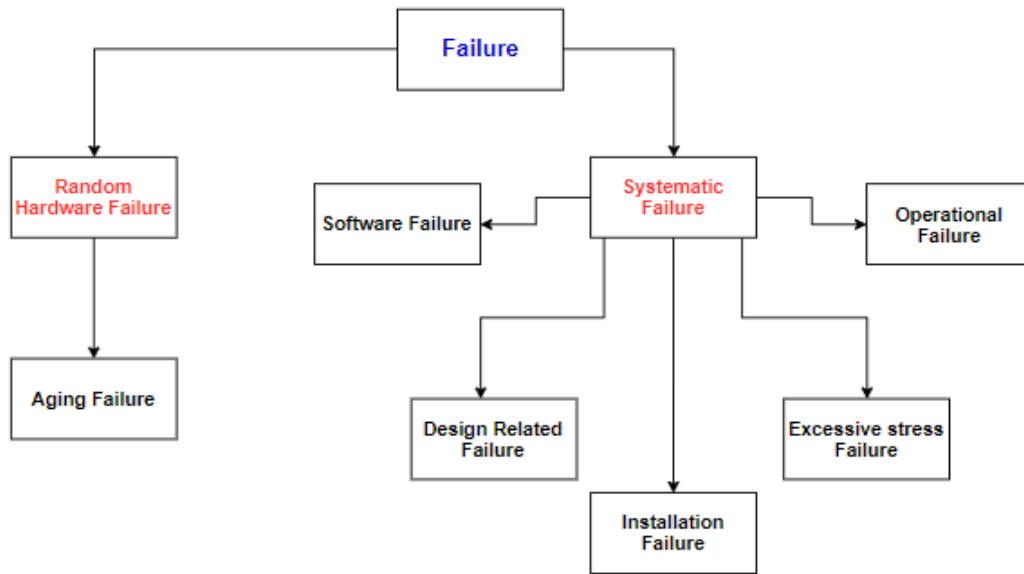 Failure
Random
Hardware Failure
Systematic
Failure
Software Failure
Operational
Failure
Aging Failure
Design Related
Failure
Excessive stress
Failure
Installation
Failure